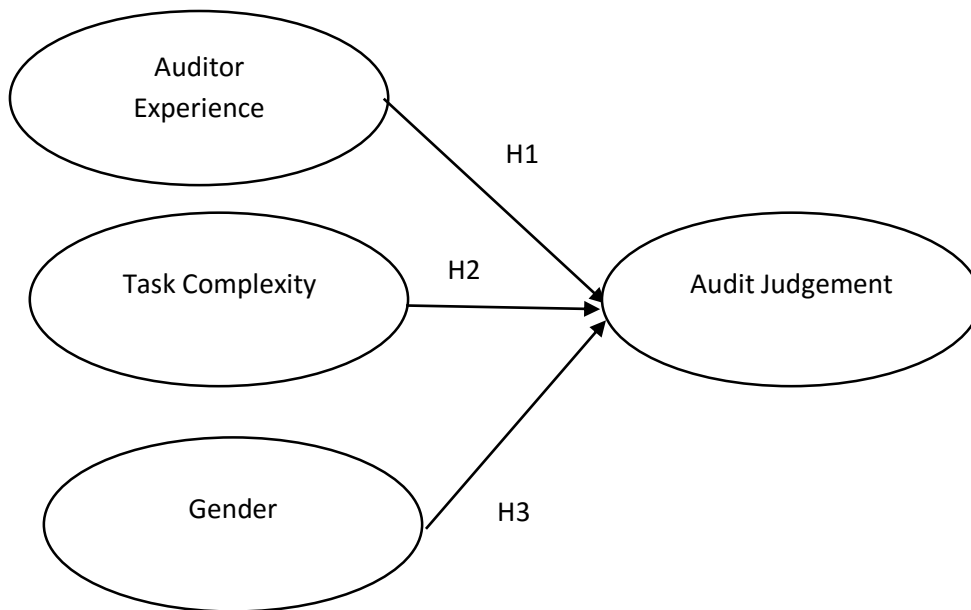 Auditor
Experience
H1
Task Complexity
H2
Audit Judgement
Gender
H3